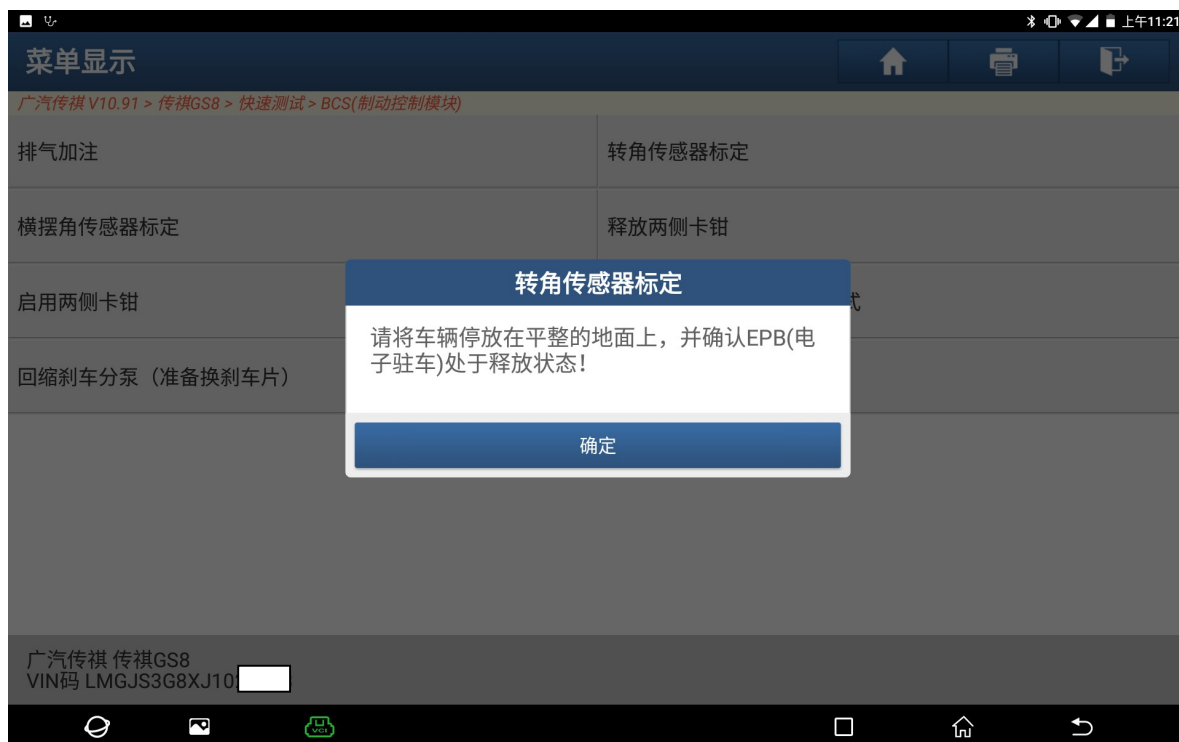 上午11:21
菜单显示
广汽传祺 V10.91 > 传祺GS8 > 快速测试 > BCS(制动控制模块)
排气加注
转角传感器标定
横摆角传感器标定
释放两侧卡钳
启用两侧卡钳
式
回缩刹车分泵（准备换刹车片）
转角传感器标定
请将车辆停放在平整的地面上，并确认EPB(电
子驻车)处于释放状态！
确定
广汽传祺 传祺GS8
VIN码 LMGJS3G8XJ10
VCI